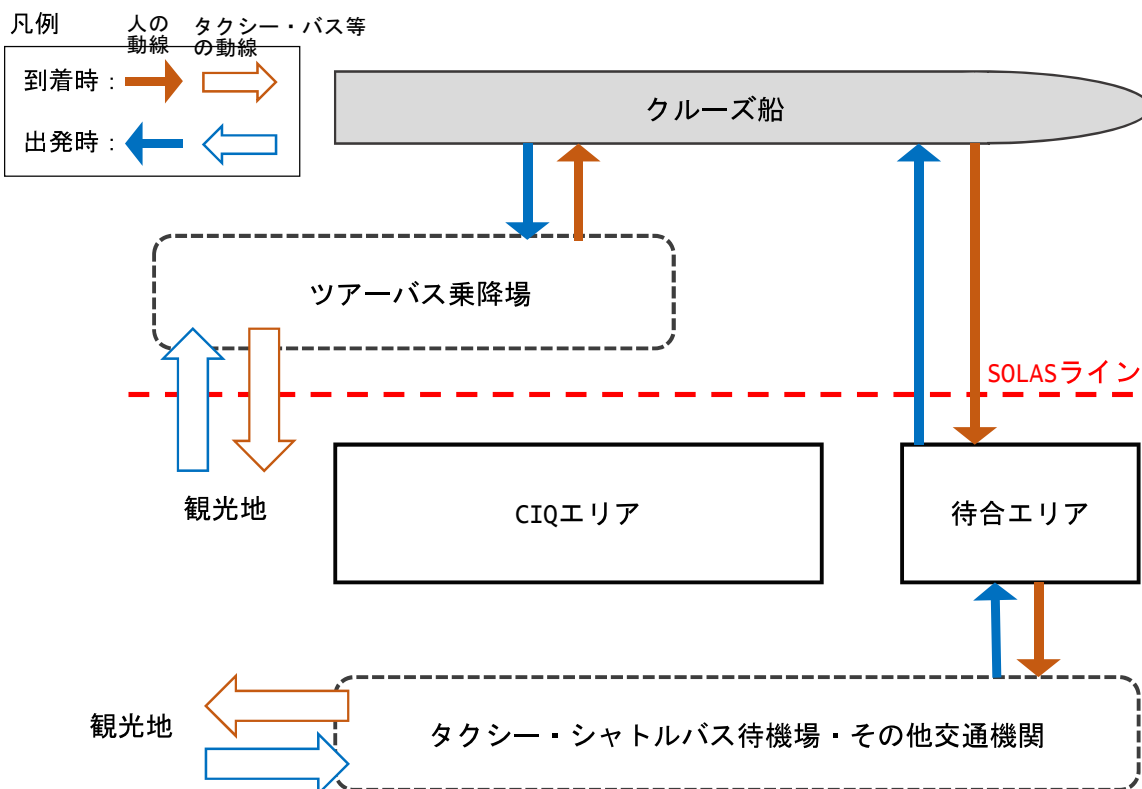 凡例
人の
動線
タクシー・バス等
の動線
到着時：
出発時：
クルーズ船
ツアーバス乗降場
SOLASライン
観光地
CIQエリア
待合エリア
観光地
タクシー・シャトルバス待機場・その他交通機関